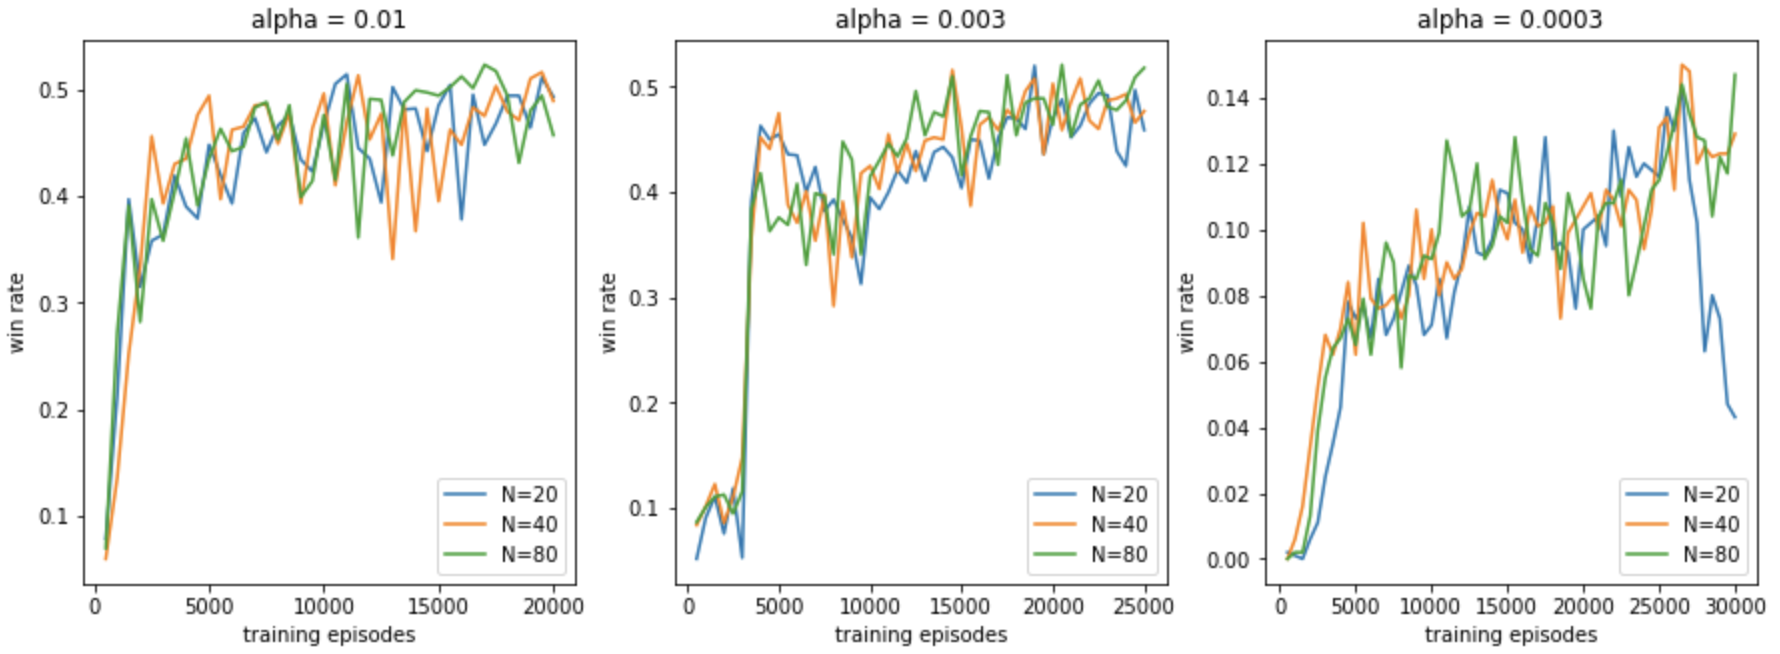 alpha = 0.01
win rate
0.5
0.4
0.3
0.2
0.1
N=20
N=40
N=80
0 5000 10000 15000 20000
training episodes
alpha = 0.003
win rate
0.5
0.4
0.3
0.2
0.1
N=20
N=40
N=80
0 5000 10000 15000 20000 25000
training episodes
alpha = 0.0003
win rate
0.14
0.12
0.10
0.08
0.06
0.04
0.02
0.00
N=20
N=40
N=80
0 5000 10000 15000 20000 25000 30000
training episodes